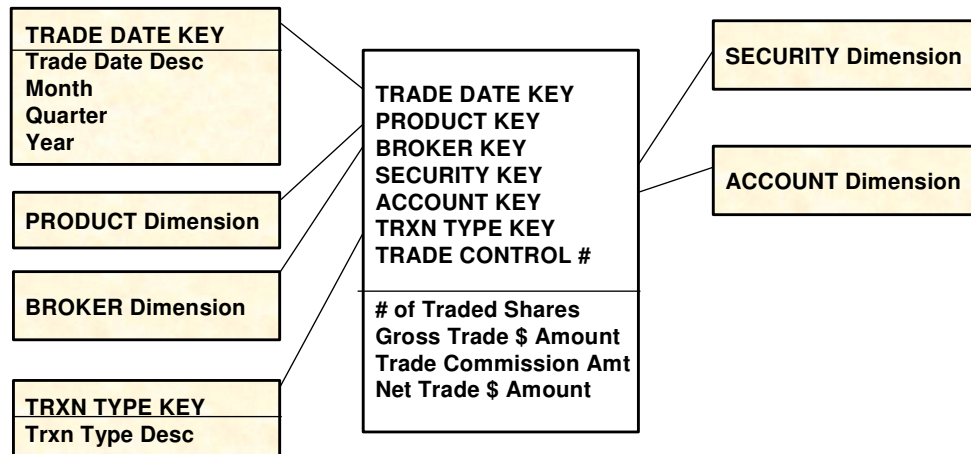 TRADE DATE KEY
Trade Date Desc
Month
Quarter
Year
PRODUCT Dimension
BROKER Dimension
TRXN TYPE KEY
Trxn Type Desc
TRADE DATE KEY
PRODUCT KEY
BROKER KEY
SECURITY KEY
ACCOUNT KEY
TRXN TYPE KEY
TRADE CONTROL #
# of Traded Shares
Gross Trade $ Amount
Trade Commission Amt
Net Trade $ Amount
SECURITY Dimension
ACCOUNT Dimension